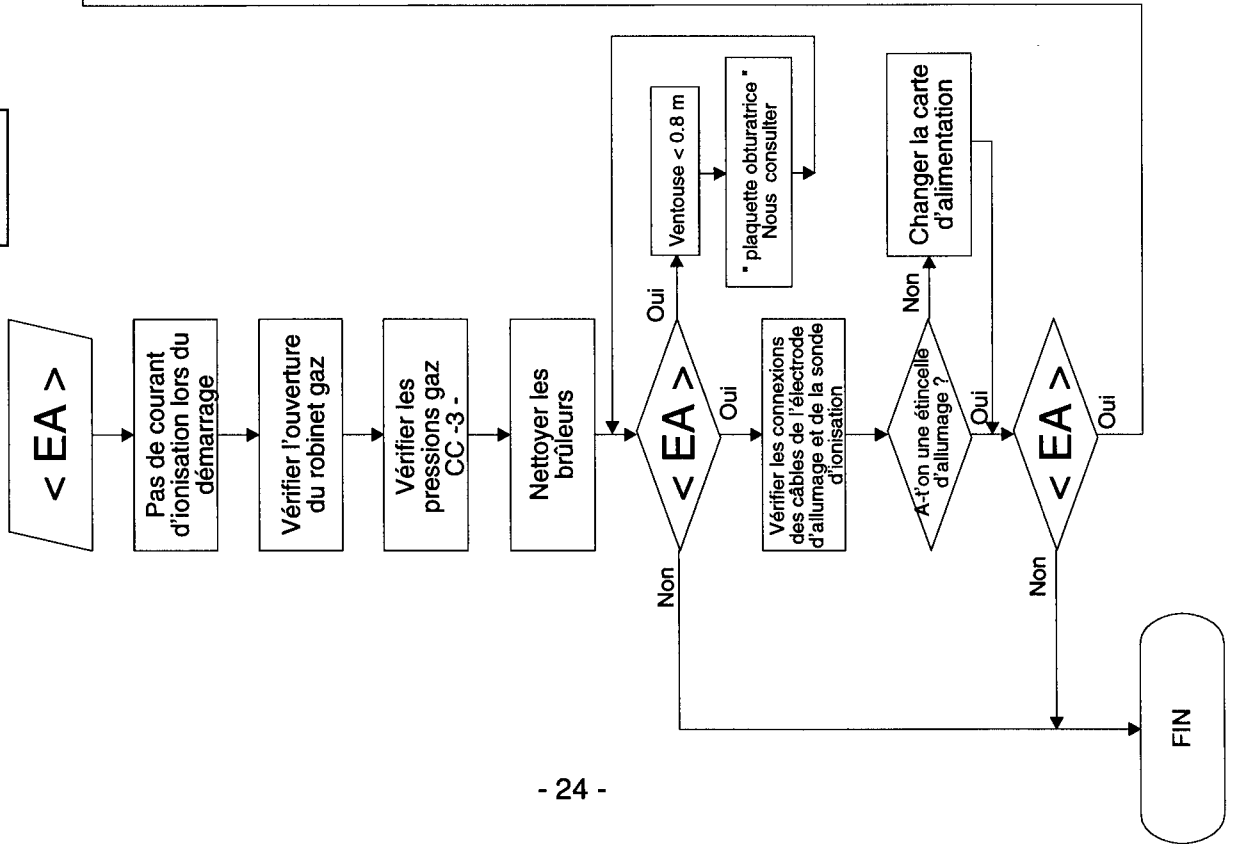 < EA >
Pas de courant
d'ionisation lors du
démarrage
Vérifier l'ouverture
du robinet gaz
Vérifier les
pressions gaz
CC -3 -
Nettoyer les
brûleurs
< EA >
Non
Oui
Oui
Ventouse < 0.8 m
" plaquette obturatrice "
Nous consulter
Vérifier les connexions
des câbles de l'électrode
d'allumage et de la sonde
d'ionisation
A-t'on une étincelle
d'allumage ?
Non
Oui
Changer la carte
d'alimentation
< EA >
Non
Oui
FIN
- 24 -